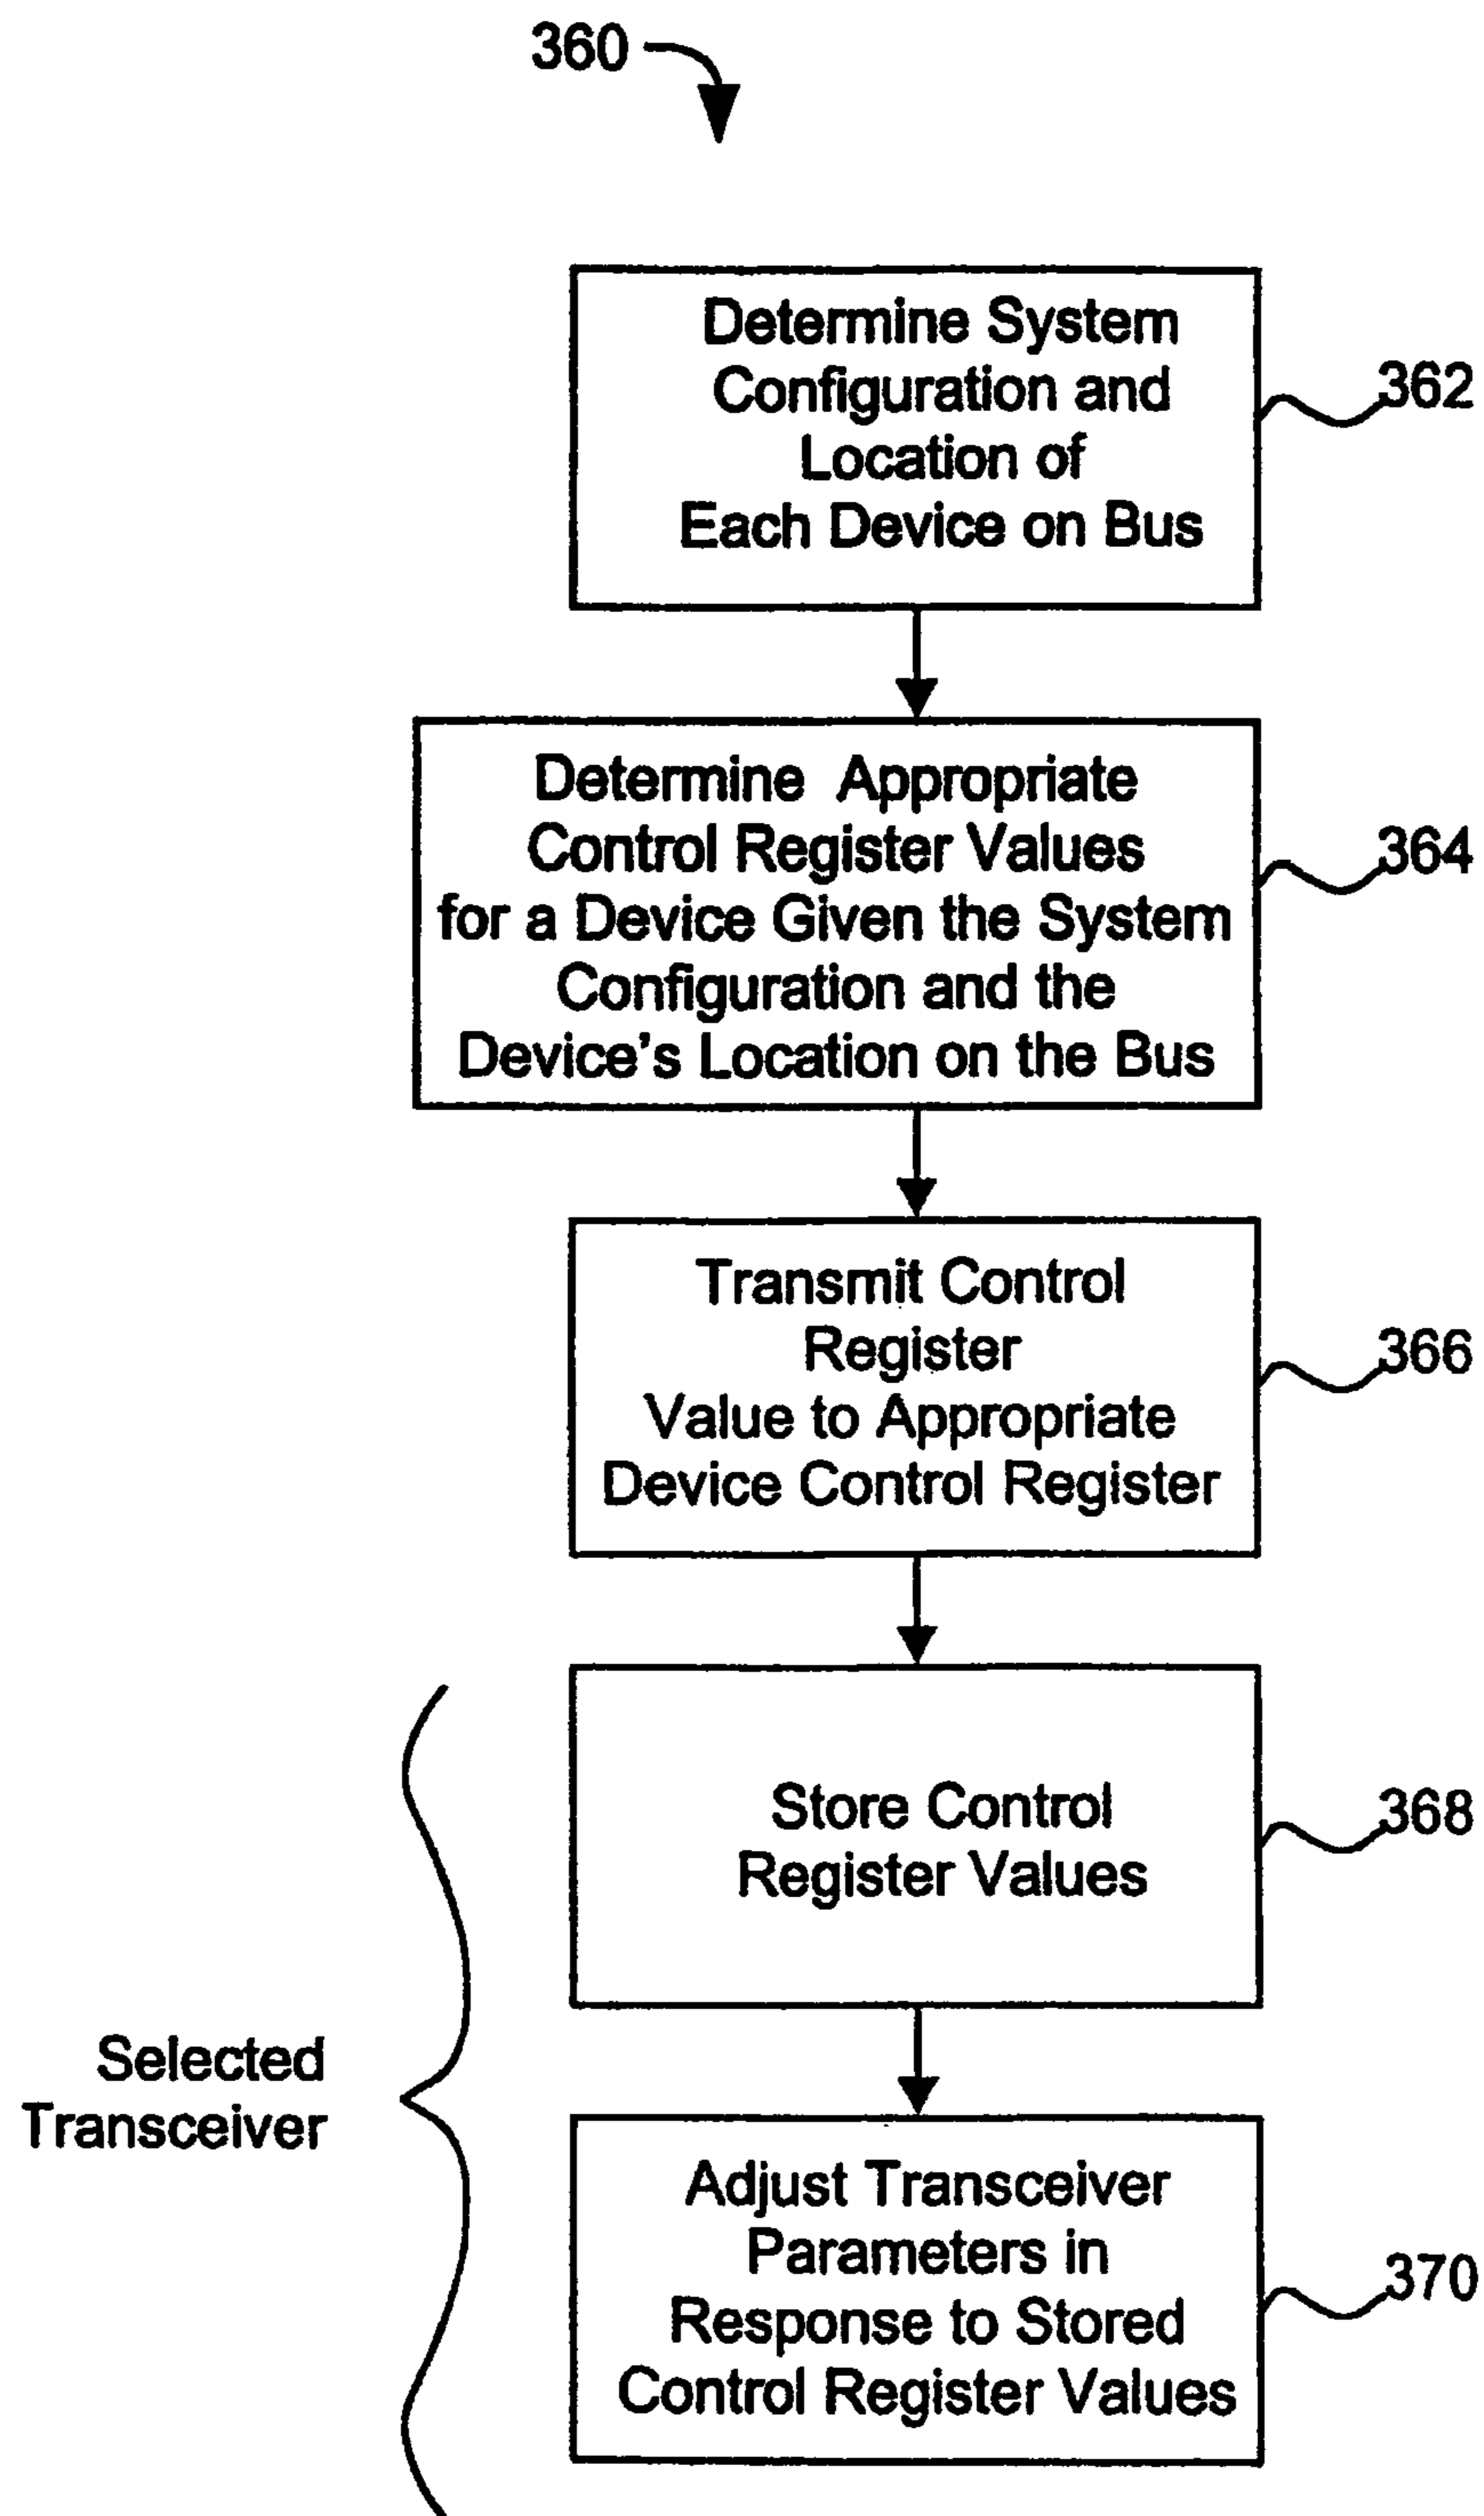 360
Determine System
Configuration and
Location of
Each Device on Bus
362
Determine Appropriate
Control Register Values
for a Device Given the System
Configuration and the
Device's Location on the Bus
364
Transmit Control
Register
Value to Appropriate
Device Control Register
366
Store Control
Register Values
368
Selected
Transceiver
Adjust Transceiver
Parameters in
Response to Stored
Control Register Values
370